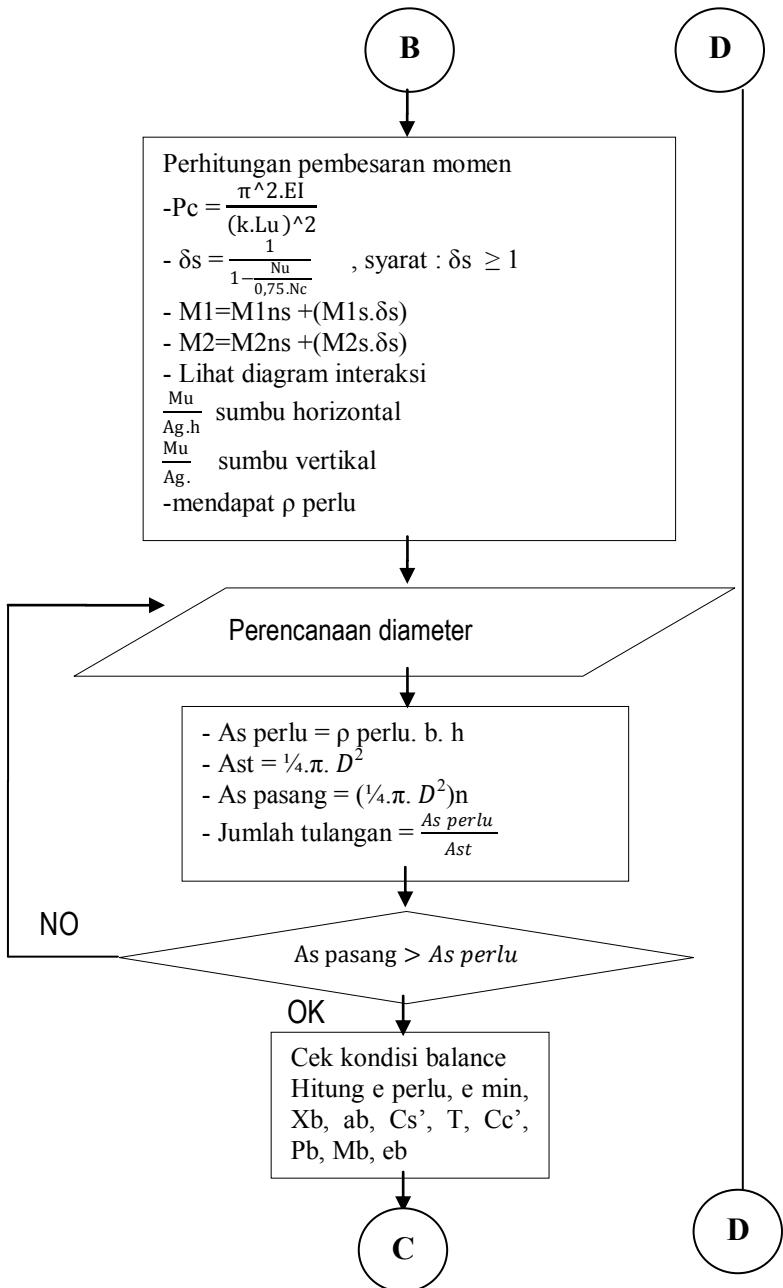 B
D
Perhitungan pembesaran momen
-Pc = π^2.EI / (k.Lu)^2
- δs = 1 / (1 − Nu / 0,75.Nc) , syarat : δs ≥ 1
- M1=M1ns +(M1s.δs)
- M2=M2ns +(M2s.δs)
- Lihat diagram interaksi
Mu / Ag.h sumbu horizontal
Mu / Ag. sumbu vertikal
-mendapat ρ perlu
Perencanaan diameter
- As perlu = ρ perlu. b. h
- Ast = ¼.π. D²
- As pasang = (¼.π. D²)n
- Jumlah tulangan = As perlu / Ast
NO
As pasang > As perlu
OK
Cek kondisi balance
Hitung e perlu, e min,
Xb, ab, Cs’, T, Cc’,
Pb, Mb, eb
C
D